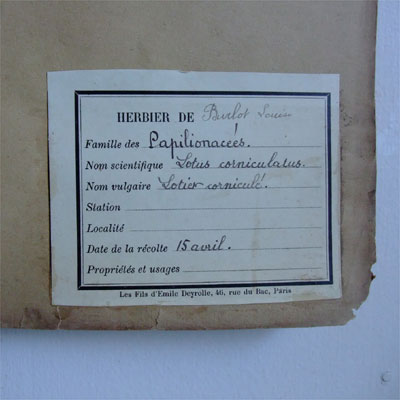 HERBIER DE Burlot Louis
Famille des Papilionacées.
Nom scientifique Lotus corniculatus.
Nom vulgaire Lotier corniculé.
Station
Localité
Date de la récolte 15 avril.
Propriétés et usages
Les Fils d'Emile Deyrolle, 46, rue du Bac, Paris